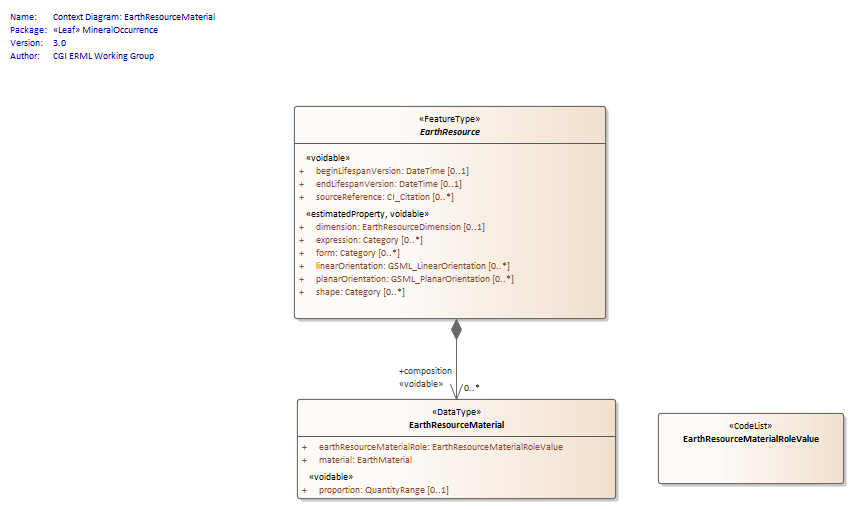 Name: Context Diagram: EarthResourceMaterial
Package: «Leaf» MineralOccurrence
Version: 3.0
Author: CGI ERML Working Group
«FeatureType»
EarthResource
«voidable»
+ beginLifespanVersion: DateTime [0..1]
+ endLifespanVersion: DateTime [0..1]
+ sourceReference: CI_Citation [0..*]
«estimatedProperty, voidable»
+ dimension: EarthResourceDimension [0..1]
+ expression: Category [0..*]
+ form: Category [0..*]
+ linearOrientation: GSML_LinearOrientation [0..*]
+ planarOrientation: GSML_PlanarOrientation [0..*]
+ shape: Category [0..*]
+composition
«voidable» 0..*
«DataType»
EarthResourceMaterial
+ earthResourceMaterialRole: EarthResourceMaterialRoleValue
+ material: EarthMaterial
«voidable»
+ proportion: QuantityRange [0..1]
«CodeList»
EarthResourceMaterialRoleValue